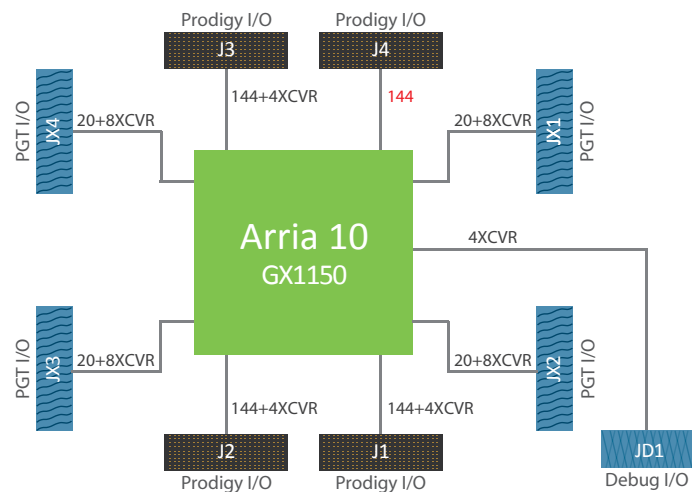 Prodigy I/O
Prodigy I/O
J3
J4
144+4XCVR
144
PGT I/O
JX4
20+8XCVR
20+8XCVR
JX1
PGT I/O
Arria 10
GX1150
4XCVR
PGT I/O
JX3
20+8XCVR
20+8XCVR
JX2
PGT I/O
144+4XCVR
144+4XCVR
J2
J1
JD1
Prodigy I/O
Prodigy I/O
Debug I/O